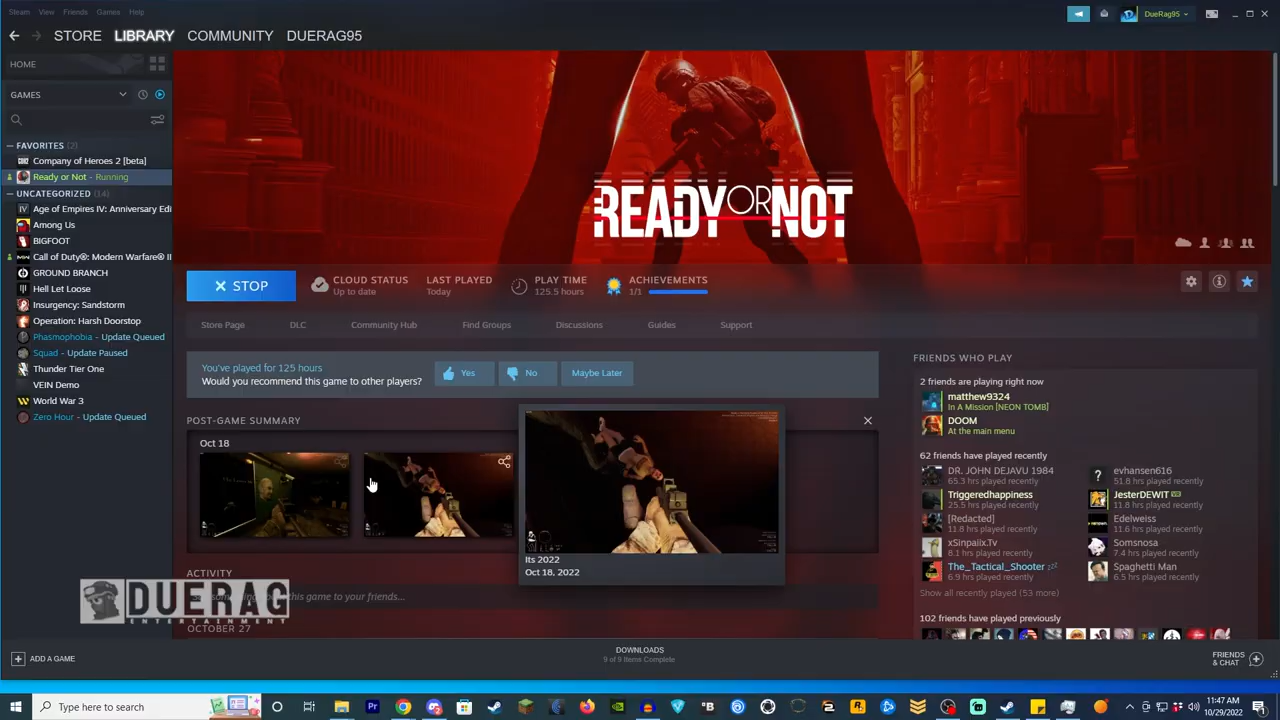 Steam View Friends Games Help
DueRag95
STORE LIBRARY COMMUNITY DUERAG95
HOME
GAMES
FAVORITES (2)
Company of Heroes 2 [beta]
Ready or Not - Running
UNCATEGORIZED (14)
Age of Empires IV: Anniversary Edi
Among Us
BIGFOOT
Call of Duty®: Modern Warfare® II
GROUND BRANCH
Hell Let Loose
Insurgency: Sandstorm
Operation: Harsh Doorstop
Phasmophobia - Update Queued
Squad - Update Paused
Thunder Tier One
VEIN Demo
World War 3
Zero Hour - Update Queued
READY OR NOT
STOP
CLOUD STATUS
Up to date
LAST PLAYED
Today
PLAY TIME
125.5 hours
ACHIEVEMENTS
1/1
Store Page DLC Community Hub Find Groups Discussions Guides Support
You've played for 125 hours
Would you recommend this game to other players?
Yes No Maybe Later
POST-GAME SUMMARY
Oct 18
Its 2022
Oct 18, 2022
ACTIVITY
this game to your friends...
OCTOBER 27
DUERAG
ENTERTAINMENT
FRIENDS WHO PLAY
2 friends are playing right now
matthew9324
In A Mission [NEON TOMB]
DOOM
At the main menu
62 friends have played recently
DR. JOHN DEJAVU 1984
65.3 hrs played recently
evhansen616
51.8 hrs played recently
Triggeredhappiness
25.5 hrs played recently
JesterDEWIT
11.8 hrs played recently
[Redacted]
11.8 hrs played recently
Edelweiss
11.6 hrs played recently
xSinpaiix.Tv
8.1 hrs played recently
Somsnosa
7.4 hrs played recently
The_Tactical_Shooter
6.9 hrs played recently
Spaghetti Man
6.5 hrs played recently
Show all recently played (53 more)
102 friends have played previously
ADD A GAME
DOWNLOADS
9 of 9 Items Complete
FRIENDS
& CHAT
Type here to search
11:47 AM
10/29/2022